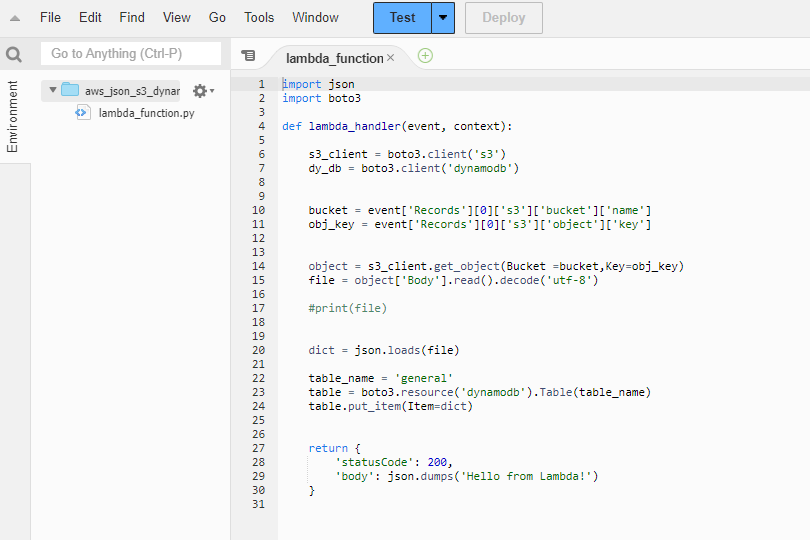 File Edit Find View Go Tools Window Test Deploy
Go to Anything (Ctrl-P)
lambda_function
Environment
aws_json_s3_dynar
lambda_function.py
1 import json
2 import boto3
3
4 def lambda_handler(event, context):
5
6 s3_client = boto3.client('s3')
7 dy_db = boto3.client('dynamodb')
8
9
10 bucket = event['Records'][0]['s3']['bucket']['name']
11 obj_key = event['Records'][0]['s3']['object']['key']
12
13
14 object = s3_client.get_object(Bucket =bucket,Key=obj_key)
15 file = object['Body'].read().decode('utf-8')
16
17 #print(file)
18
19
20 dict = json.loads(file)
21
22 table_name = 'general'
23 table = boto3.resource('dynamodb').Table(table_name)
24 table.put_item(Item=dict)
25
26
27 return {
28 'statusCode': 200,
29 'body': json.dumps('Hello from Lambda!')
30 }
31